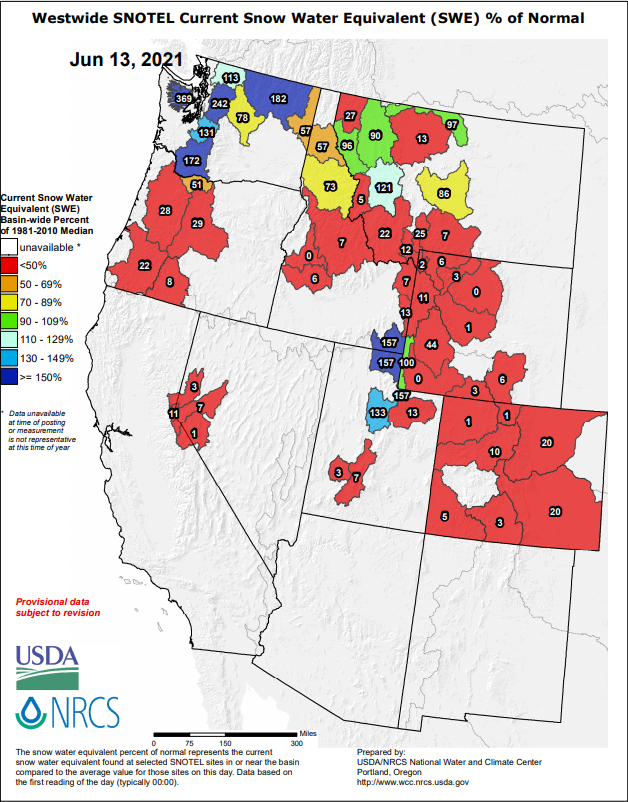 Westwide SNOTEL Current Snow Water Equivalent (SWE) % of Normal
Jun 13, 2021
113
369
242
182
78
131
57
27
97
90
13
172
57
96
51
73
121
86
5
28
29
7
22
25
7
12
0
6
22
8
2
6
3
0
7
11
13
1
157
44
157
100
0
6
3
157
3
7
11
1
133
13
1
1
20
10
3
7
5
3
20
Current Snow Water
Equivalent (SWE)
Basin-wide Percent
of 1981-2010 Median
unavailable *
<50%
50 - 69%
70 - 89%
90 - 109%
110 - 129%
130 - 149%
>= 150%
* Data unavailable
at time of posting
or measurement
is not representative
at this time of year
Provisional data
subject to revision
USDA
NRCS
Miles
0 75 150 300
The snow water equivalent percent of normal represents the current
snow water equivalent found at selected SNOTEL sites in or near the basin
compared to the average value for those sites on this day. Data based on
the first reading of the day (typically 00:00).
Prepared by:
USDA/NRCS National Water and Climate Center
Portland, Oregon
http://www.wcc.nrcs.usda.gov